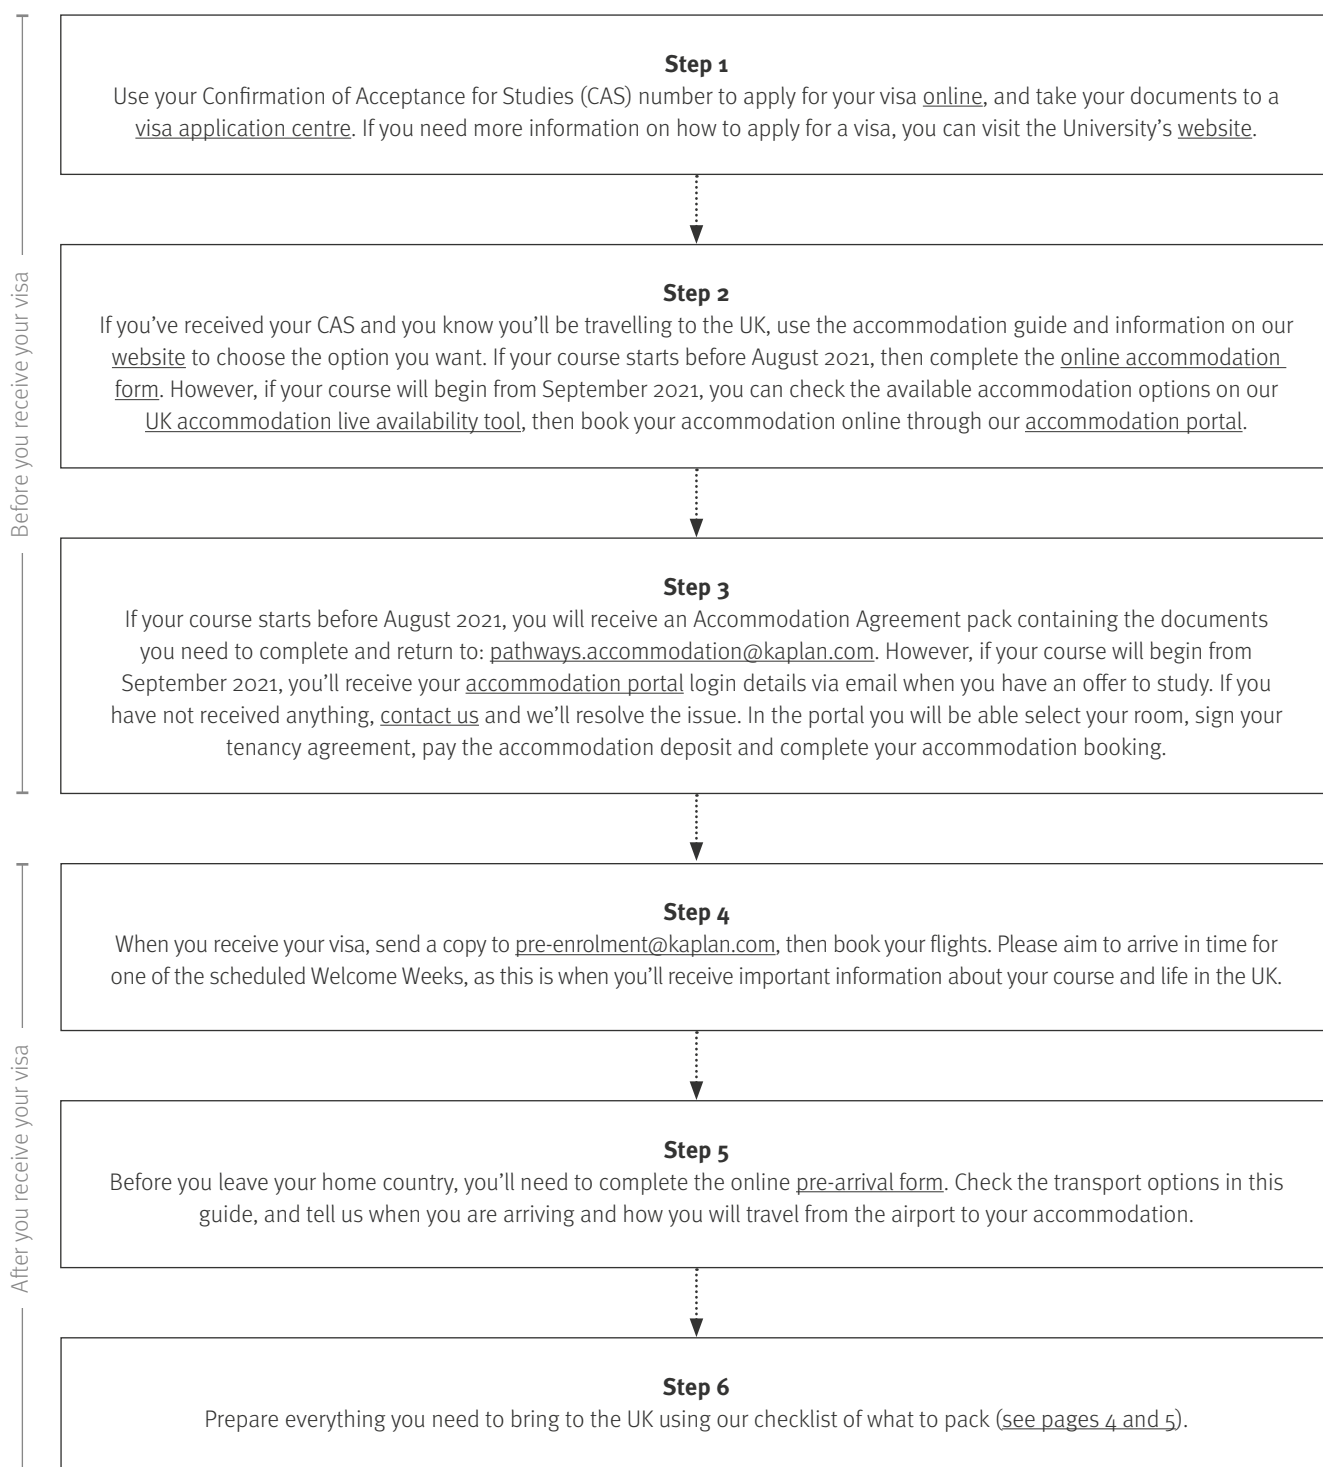 Before you receive your visa
Step 1
Use your Confirmation of Acceptance for Studies (CAS) number to apply for your visa online, and take your documents to a
visa application centre. If you need more information on how to apply for a visa, you can visit the University’s website.
Step 2
If you’ve received your CAS and you know you’ll be travelling to the UK, use the accommodation guide and information on our
website to choose the option you want. If your course starts before August 2021, then complete the online accommodation
form. However, if your course will begin from September 2021, you can check the available accommodation options on our
UK accommodation live availability tool, then book your accommodation online through our accommodation portal.
Step 3
If your course starts before August 2021, you will receive an Accommodation Agreement pack containing the documents
you need to complete and return to: pathways.accommodation@kaplan.com. However, if your course will begin from
September 2021, you’ll receive your accommodation portal login details via email when you have an offer to study. If you
have not received anything, contact us and we’ll resolve the issue. In the portal you will be able select your room, sign your
tenancy agreement, pay the accommodation deposit and complete your accommodation booking.
After you receive your visa
Step 4
When you receive your visa, send a copy to pre-enrolment@kaplan.com, then book your flights. Please aim to arrive in time for
one of the scheduled Welcome Weeks, as this is when you’ll receive important information about your course and life in the UK.
Step 5
Before you leave your home country, you’ll need to complete the online pre-arrival form. Check the transport options in this
guide, and tell us when you are arriving and how you will travel from the airport to your accommodation.
Step 6
Prepare everything you need to bring to the UK using our checklist of what to pack (see pages 4 and 5).